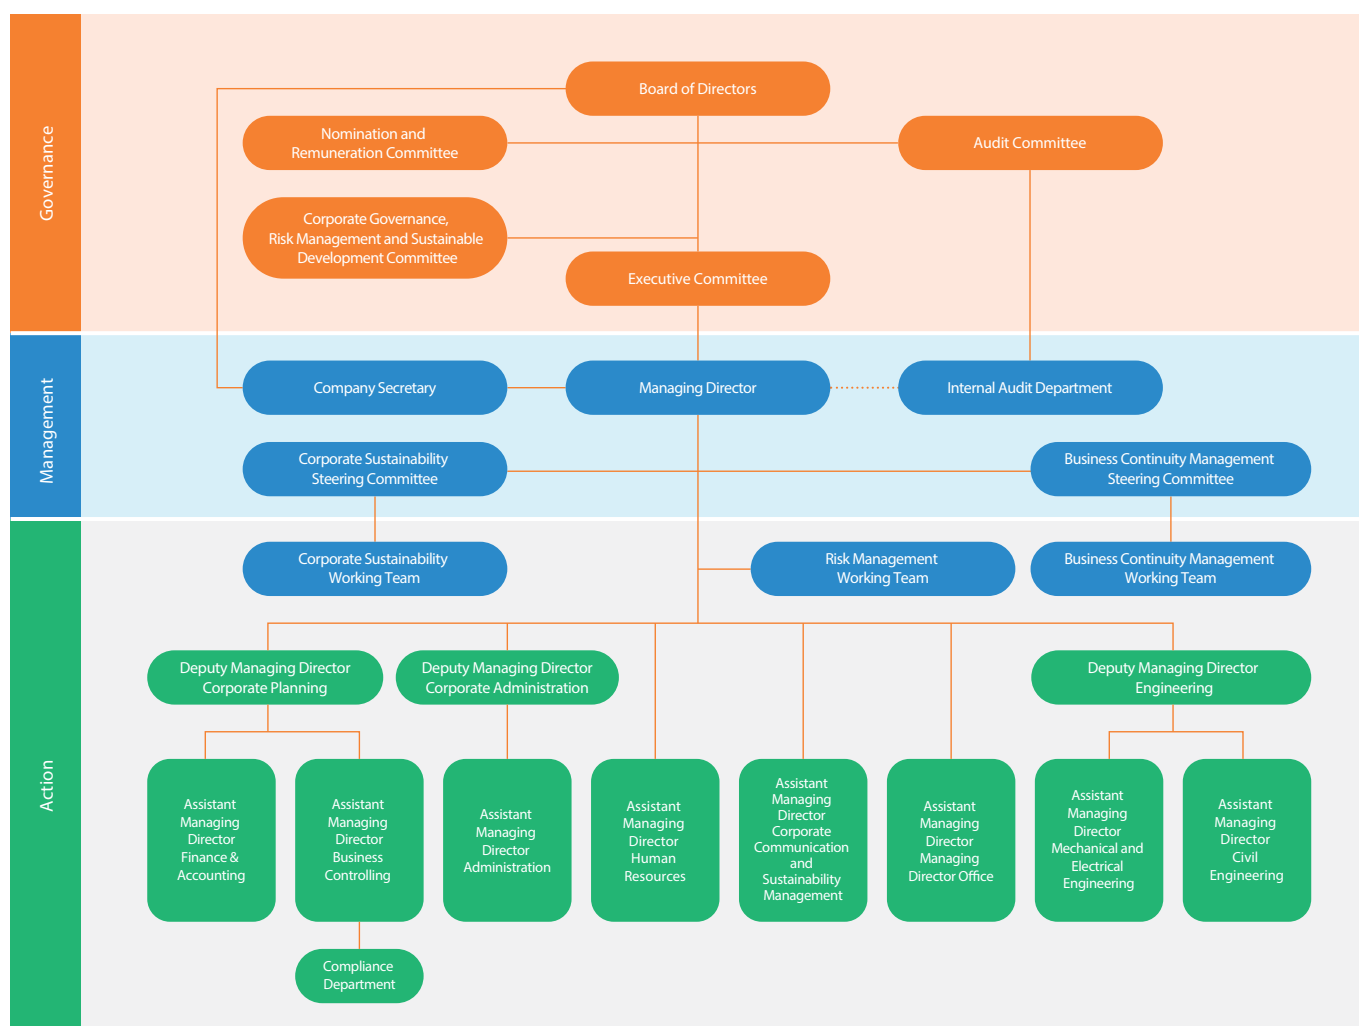 Governance
Board of Directors
Nomination and
Remuneration Committee
Audit Committee
Corporate Governance,
Risk Management and Sustainable
Development Committee
Executive Committee
Management
Company Secretary
Managing Director
Internal Audit Department
Corporate Sustainability
Steering Committee
Business Continuity Management
Steering Committee
Action
Corporate Sustainability
Working Team
Risk Management
Working Team
Business Continuity Management
Working Team
Deputy Managing Director
Corporate Planning
Deputy Managing Director
Corporate Administration
Deputy Managing Director
Engineering
Assistant
Managing
Director
Finance &
Accounting
Assistant
Managing
Director
Business
Controlling
Assistant
Managing
Director
Administration
Assistant
Managing
Director
Human
Resources
Assistant
Managing
Director
Corporate
Communication
and
Sustainability
Management
Assistant
Managing
Director
Managing
Director Office
Assistant
Managing
Director
Mechanical and
Electrical
Engineering
Assistant
Managing
Director
Civil
Engineering
Compliance
Department